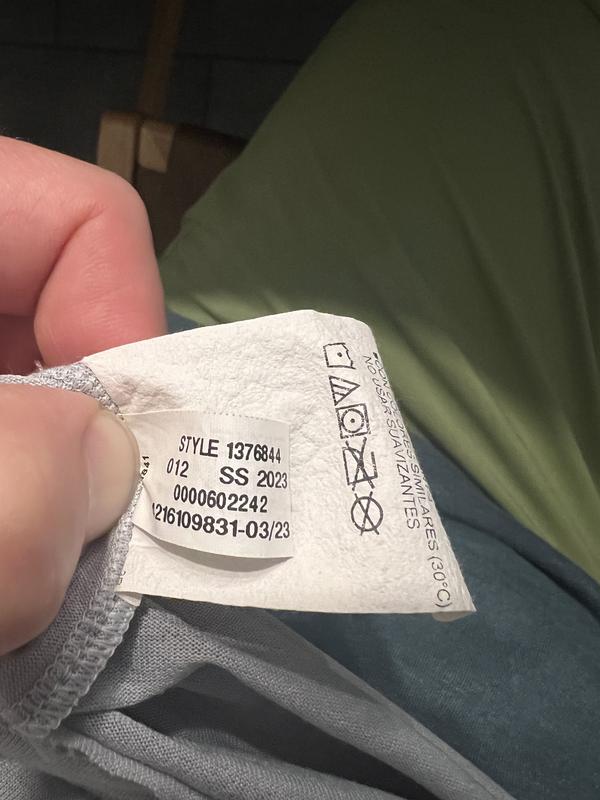 STYLE 1376844
012 SS 2023
0000602242
216109831-03/23
SIMILARES (30°C)
NO USAR SUAVIZANTES